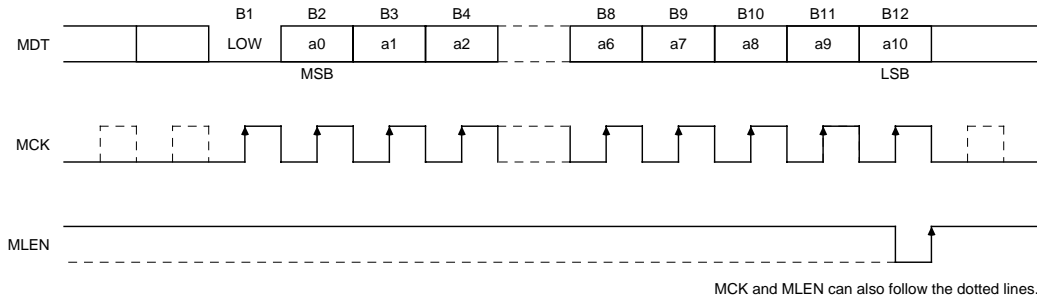 B1 B2 B3 B4 B8 B9 B10 B11 B12
MDT LOW a0 a1 a2 a6 a7 a8 a9 a10
MSB LSB
MCK
MLEN
MCK and MLEN can also follow the dotted lines.